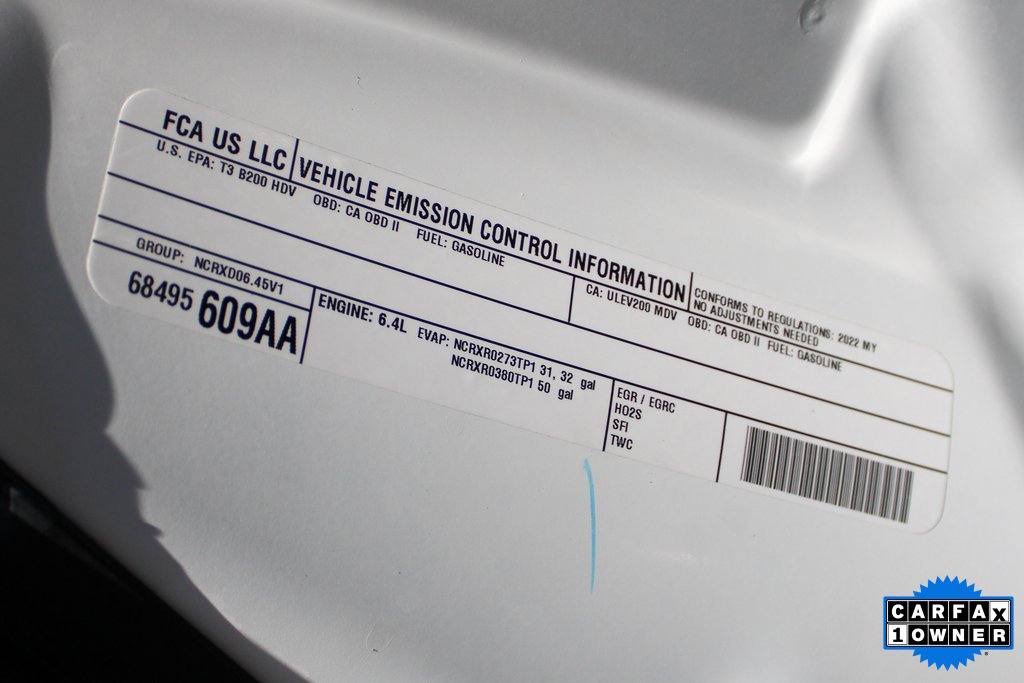 FCA US LLC
VEHICLE EMISSION CONTROL INFORMATION
CONFORMS TO REGULATIONS: 2022 MY
NO ADJUSTMENTS NEEDED
U.S. EPA: T3 B200 HDV OBD: CA OBD II FUEL: GASOLINE
CA: ULEV200 MDV OBD: CA OBD II FUEL: GASOLINE
GROUP: NCRXD06.45V1
68495 609AA
ENGINE: 6.4L EVAP: NCRXR0273TP1 31, 32 gal
NCRXR0380TP1 50 gal
EGR / EGRC
HO2S
SFI
TWC
CARFAX
1 OWNER